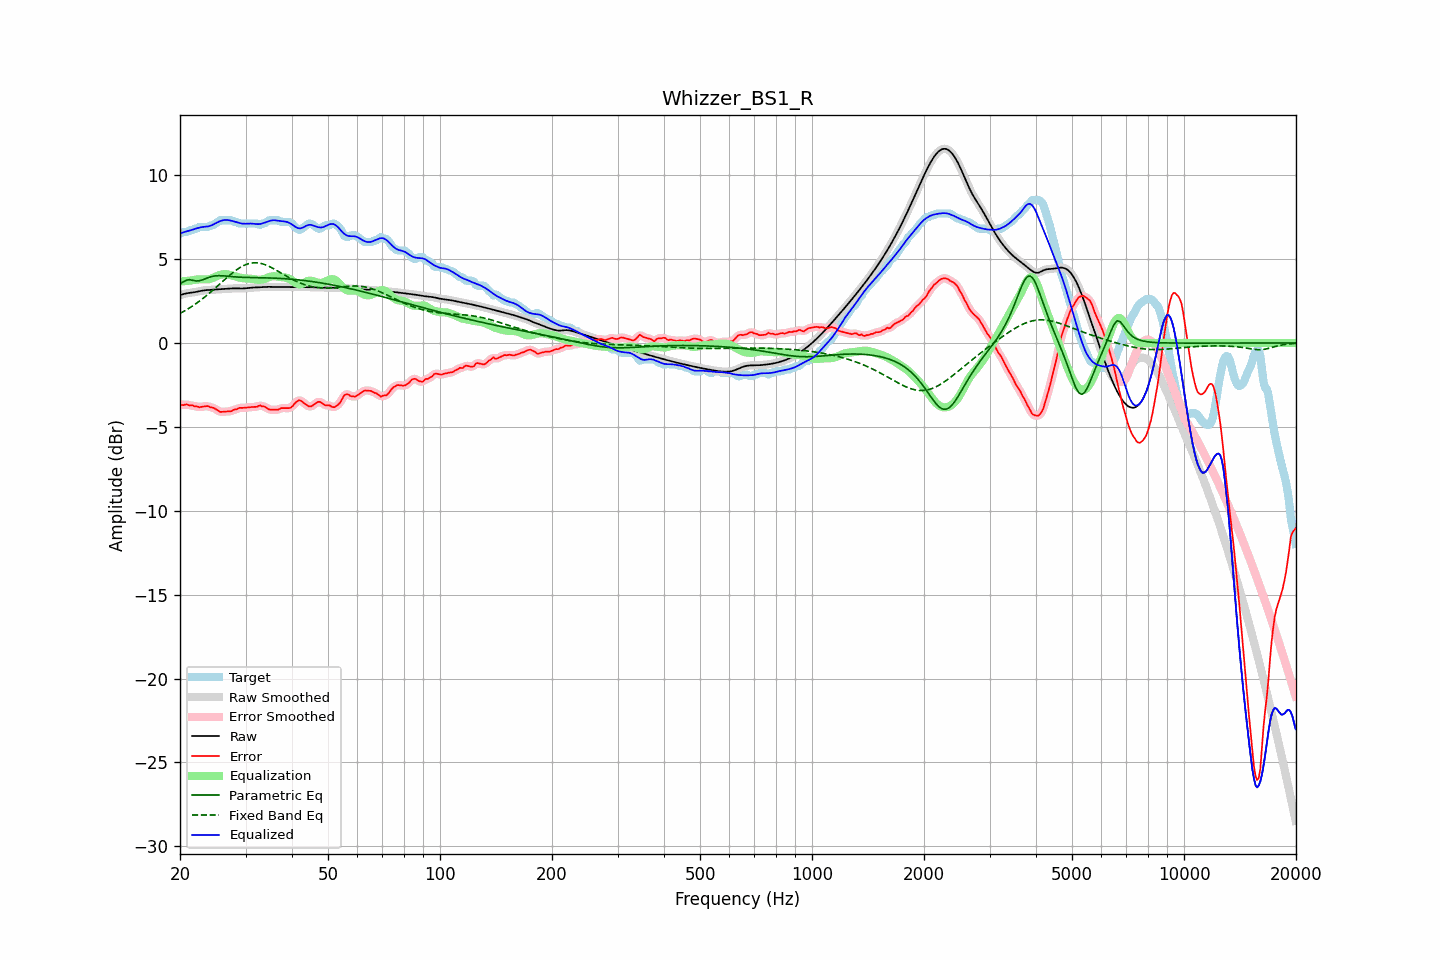 Whizzer_BS1_R
Amplitude (dBr)
10
5
0
−5
−10
−15
−20
−25
−30
Target
Raw Smoothed
Error Smoothed
Raw
Error
Equalization
Parametric Eq
Fixed Band Eq
Equalized
20 50 100 200 500 1000 2000 5000 10000 20000
Frequency (Hz)